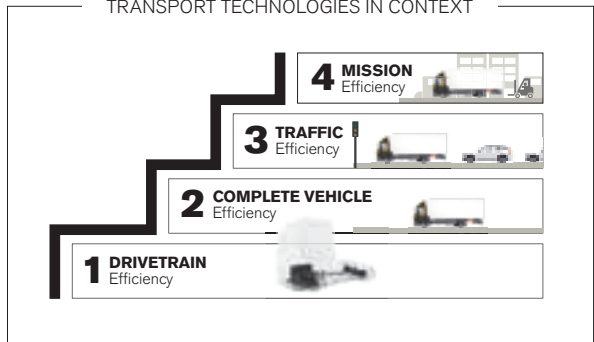 TRANSPORT TECHNOLOGIES IN CONTEXT
4 MISSION
Efficiency
3 TRAFFIC
Efficiency
2 COMPLETE VEHICLE
Efficiency
1 DRIVETRAIN
Efficiency